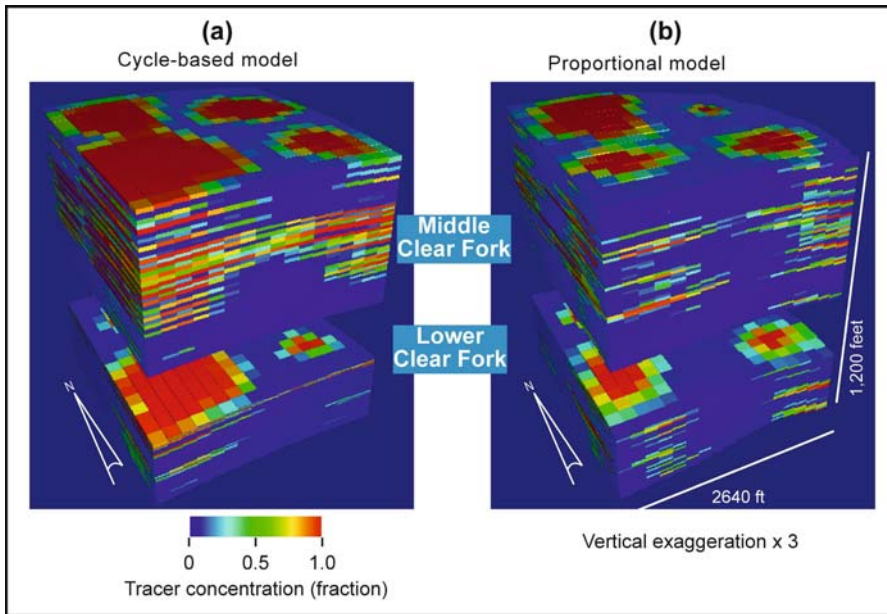 (a)
Cycle-based model
(b)
Proportional model
Middle
Clear Fork
Lower
Clear Fork
N
N
1,200 feet
2640 ft
0
0.5
1.0
Tracer concentration (fraction)
Vertical exaggeration x 3